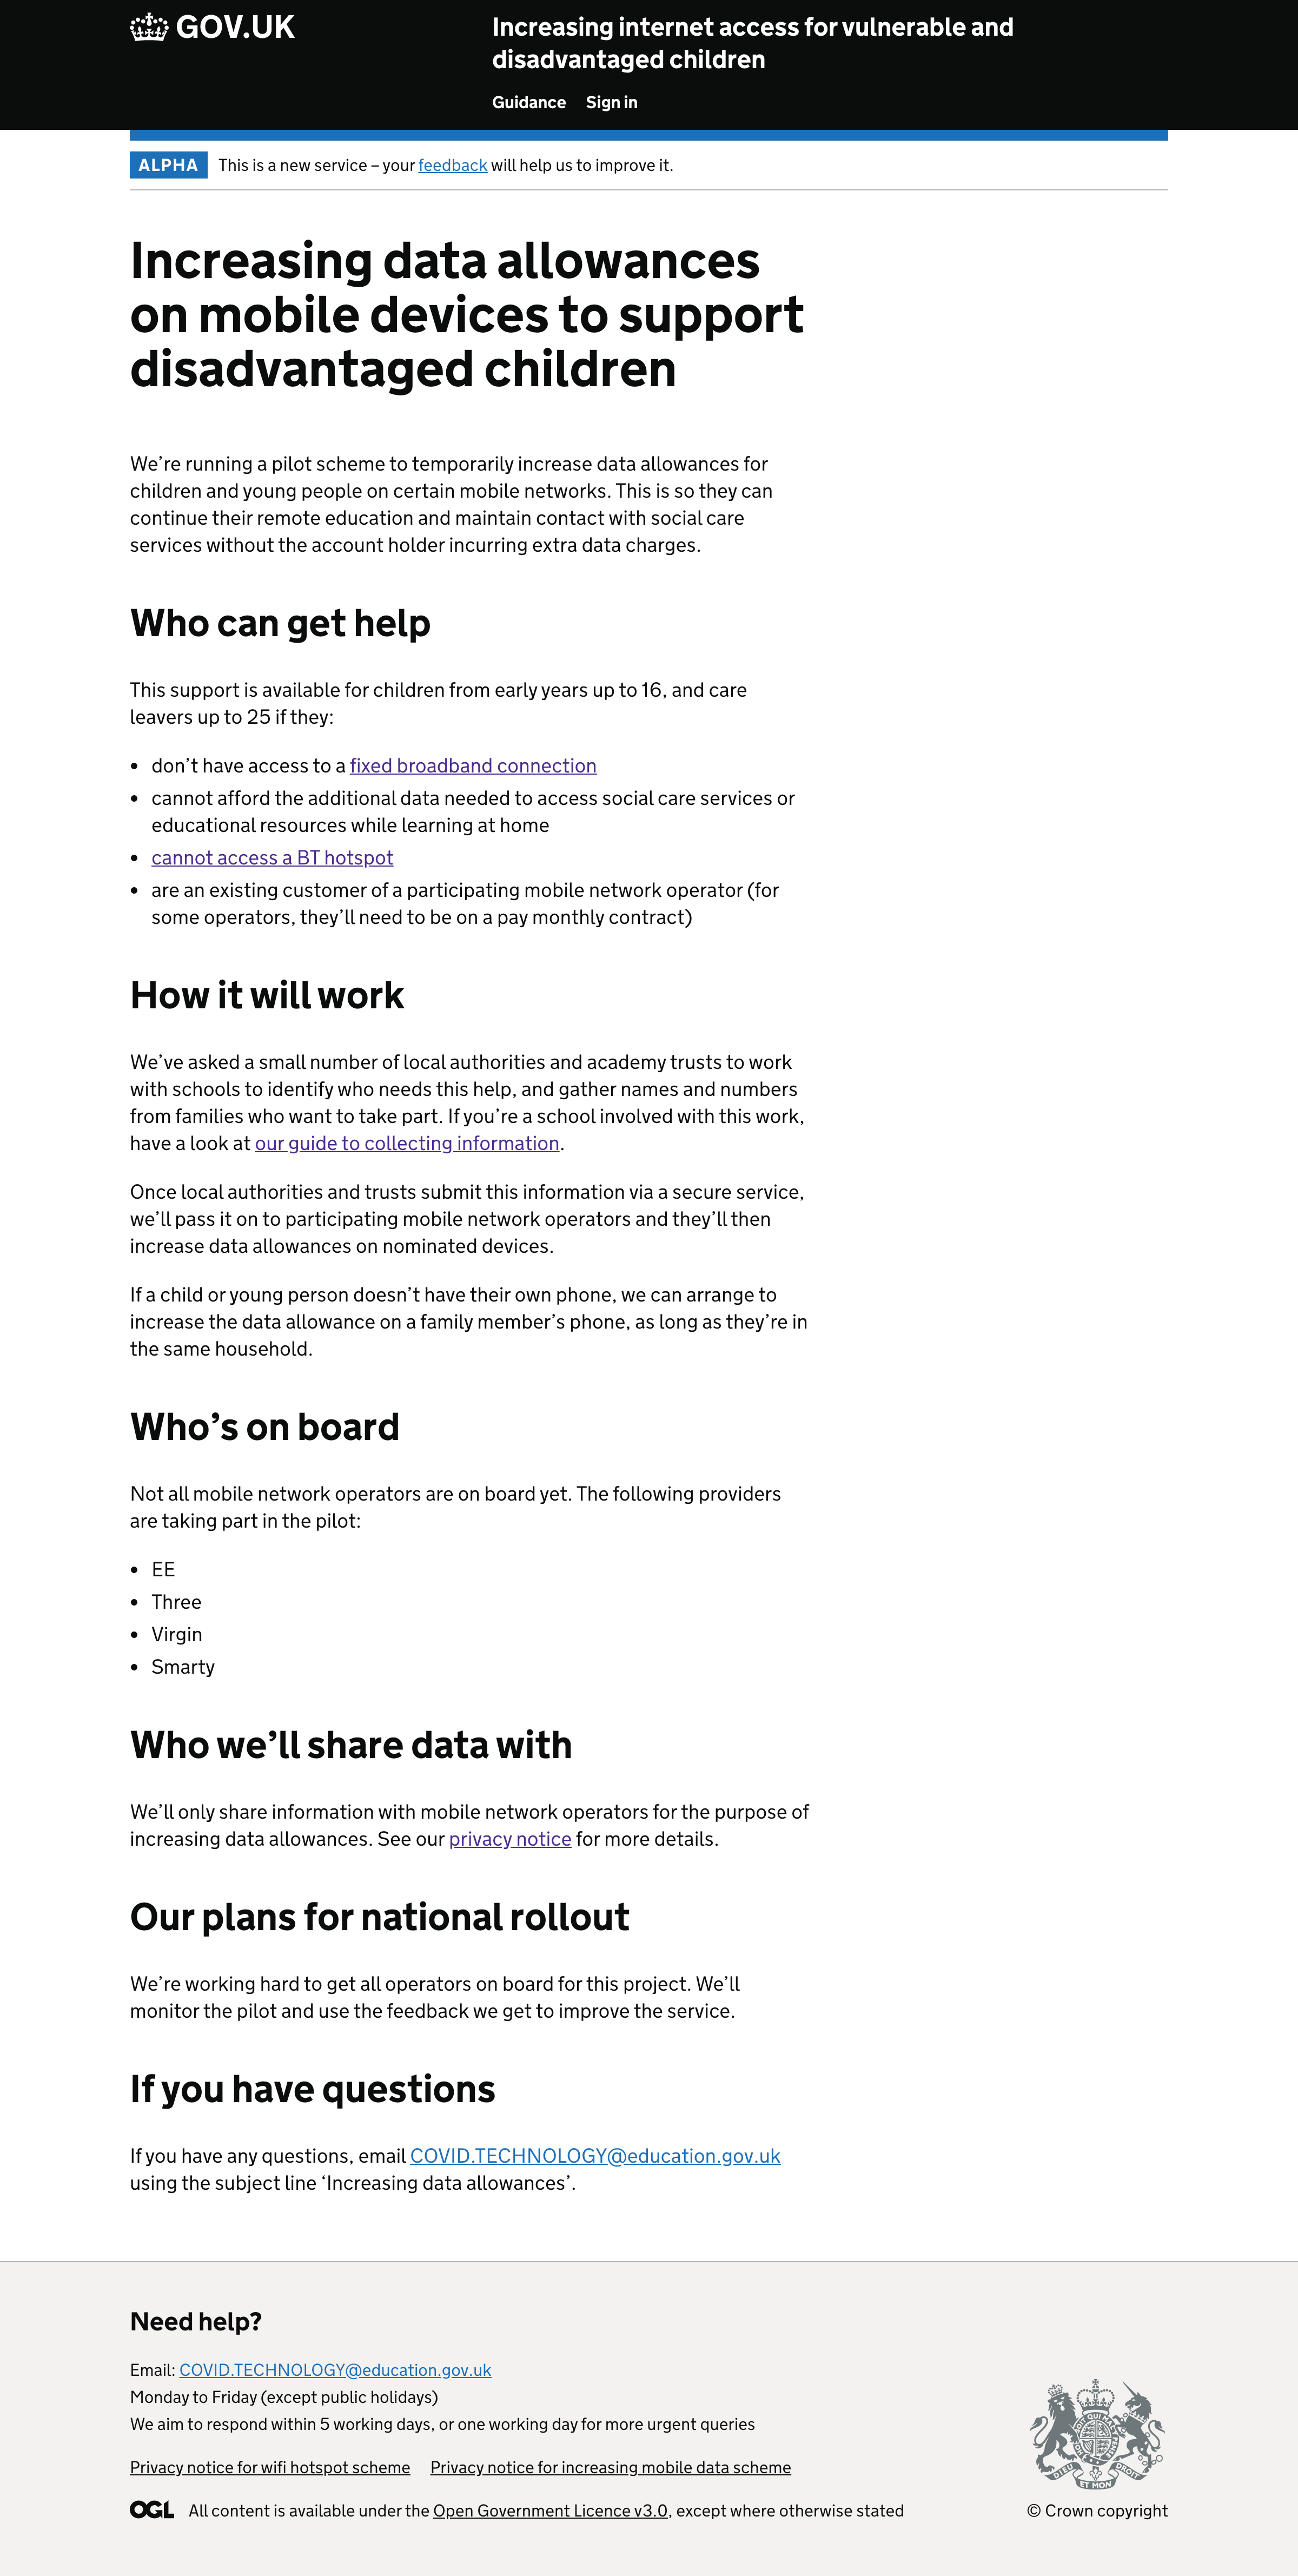 GOV.UK
Increasing internet access for vulnerable and
disadvantaged children
Guidance Sign in
ALPHA This is a new service – your feedback will help us to improve it.
Increasing data allowances
on mobile devices to support
disadvantaged children
We’re running a pilot scheme to temporarily increase data allowances for
children and young people on certain mobile networks. This is so they can
continue their remote education and maintain contact with social care
services without the account holder incurring extra data charges.
Who can get help
This support is available for children from early years up to 16, and care
leavers up to 25 if they:
• don’t have access to a fixed broadband connection
• cannot afford the additional data needed to access social care services or
educational resources while learning at home
• cannot access a BT hotspot
• are an existing customer of a participating mobile network operator (for
some operators, they’ll need to be on a pay monthly contract)
How it will work
We’ve asked a small number of local authorities and academy trusts to work
with schools to identify who needs this help, and gather names and numbers
from families who want to take part. If you’re a school involved with this work,
have a look at our guide to collecting information.
Once local authorities and trusts submit this information via a secure service,
we’ll pass it on to participating mobile network operators and they’ll then
increase data allowances on nominated devices.
If a child or young person doesn’t have their own phone, we can arrange to
increase the data allowance on a family member’s phone, as long as they’re in
the same household.
Who’s on board
Not all mobile network operators are on board yet. The following providers
are taking part in the pilot:
• EE
• Three
• Virgin
• Smarty
Who we’ll share data with
We’ll only share information with mobile network operators for the purpose of
increasing data allowances. See our privacy notice for more details.
Our plans for national rollout
We’re working hard to get all operators on board for this project. We’ll
monitor the pilot and use the feedback we get to improve the service.
If you have questions
If you have any questions, email COVID.TECHNOLOGY@education.gov.uk
using the subject line ‘Increasing data allowances’.
Need help?
Email: COVID.TECHNOLOGY@education.gov.uk
Monday to Friday (except public holidays)
We aim to respond within 5 working days, or one working day for more urgent queries
Privacy notice for wifi hotspot scheme Privacy notice for increasing mobile data scheme
DIEU ET MON DROIT
OGL All content is available under the Open Government Licence v3.0, except where otherwise stated
© Crown copyright